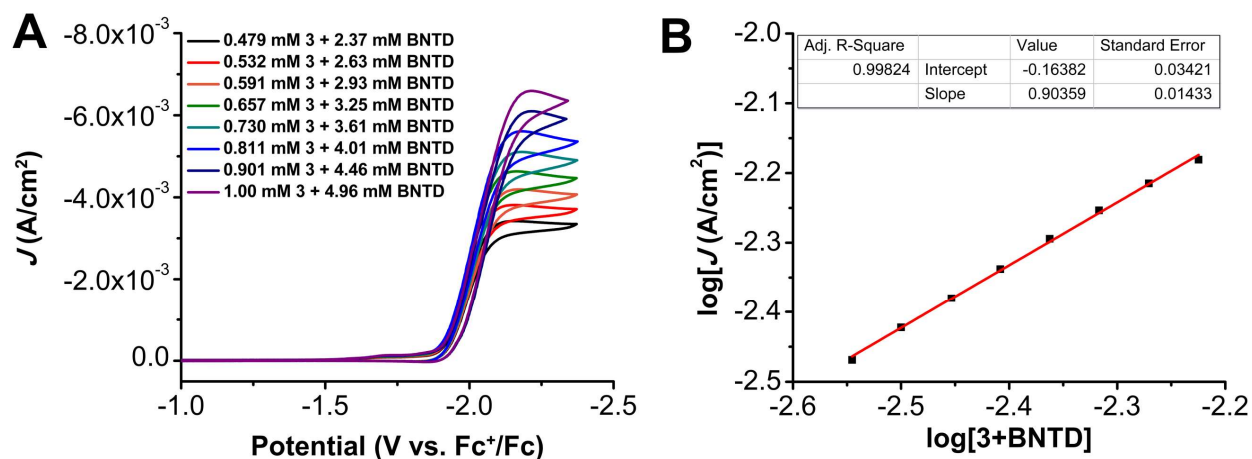 A
-8.0x10⁻³
-6.0x10⁻³
-4.0x10⁻³
-2.0x10⁻³
0.0
J (A/cm²)
0.479 mM 3 + 2.37 mM BNTD
0.532 mM 3 + 2.63 mM BNTD
0.591 mM 3 + 2.93 mM BNTD
0.657 mM 3 + 3.25 mM BNTD
0.730 mM 3 + 3.61 mM BNTD
0.811 mM 3 + 4.01 mM BNTD
0.901 mM 3 + 4.46 mM BNTD
1.00 mM 3 + 4.96 mM BNTD
-1.0 -1.5 -2.0 -2.5
Potential (V vs. Fc⁺/Fc)
B
-2.0
-2.1
-2.2
-2.3
-2.4
-2.5
log[J (A/cm²)]
Adj. R-Square Value Standard Error
0.99824 Intercept -0.16382 0.03421
Slope 0.90359 0.01433
-2.6 -2.5 -2.4 -2.3 -2.2
log[3+BNTD]